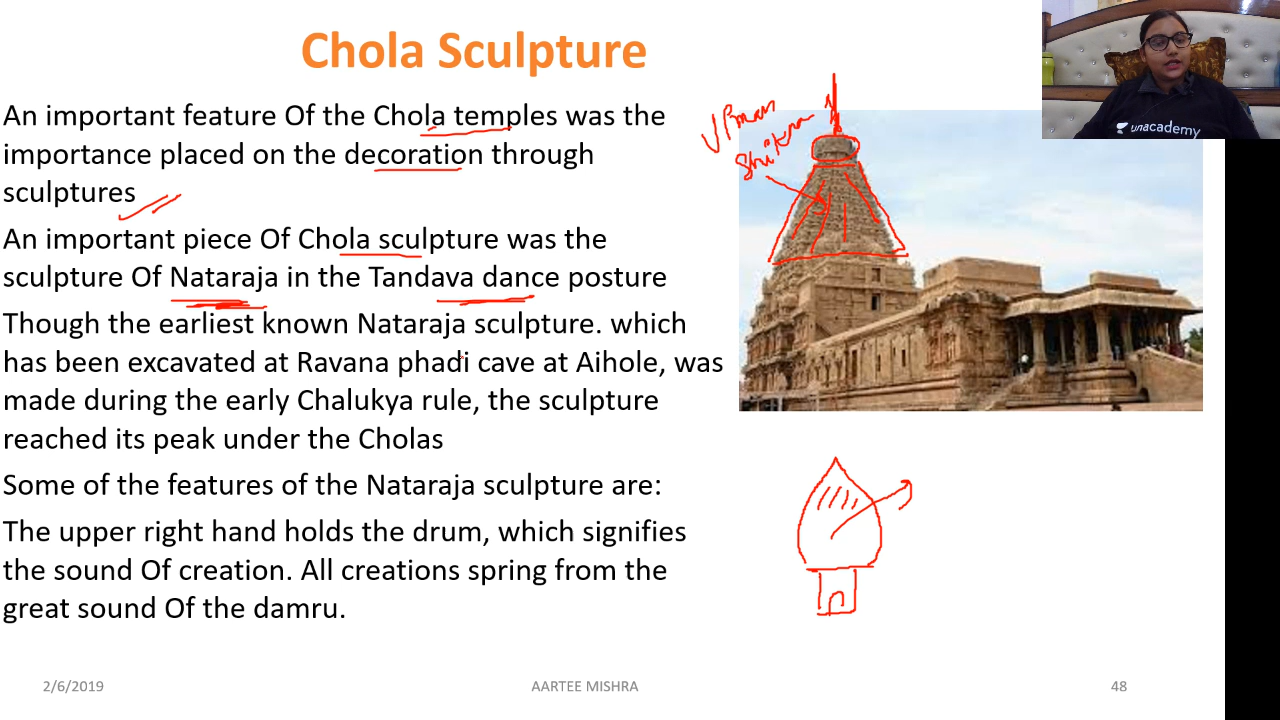 Chola Sculpture
An important feature Of the Chola temples was the
importance placed on the decoration through
sculptures
An important piece Of Chola sculpture was the
sculpture Of Nataraja in the Tandava dance posture
Though the earliest known Nataraja sculpture. which
has been excavated at Ravana phadi cave at Aihole, was
made during the early Chalukya rule, the sculpture
reached its peak under the Cholas
Some of the features of the Nataraja sculpture are:
The upper right hand holds the drum, which signifies
the sound Of creation. All creations spring from the
great sound Of the damru.
unacademy
2/6/2019
AARTEE MISHRA
48